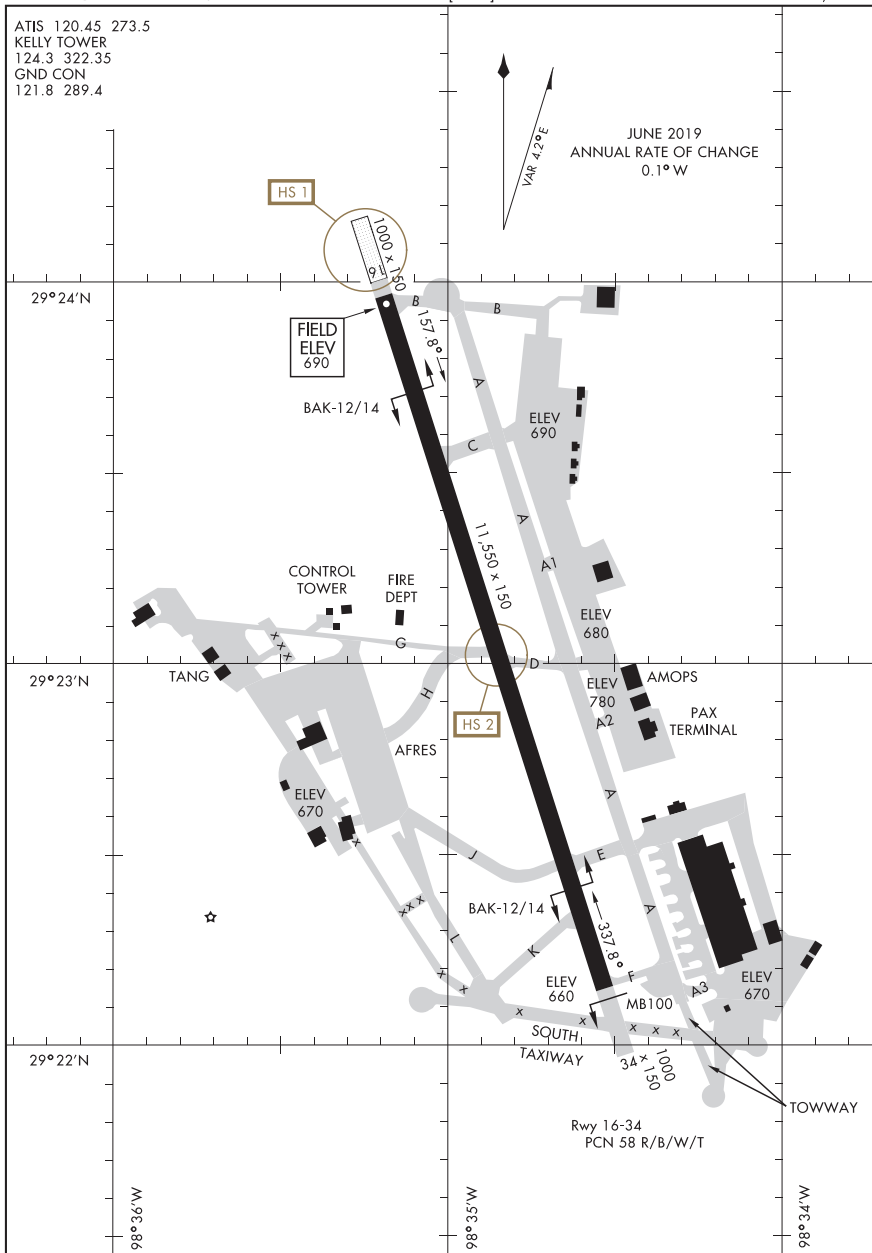 ATIS 120.45 273.5
KELLY TOWER
124.3 322.35
GND CON
121.8 289.4
VAR 4.2° E
JUNE 2019
ANNUAL RATE OF CHANGE
0.1° W
HS 1
1000 x 150
16
29°24'N
B
B
FIELD
ELEV
690
157.8°
A
BAK-12/14
ELEV
690
C
A
11,550 x 150
A1
CONTROL
TOWER
FIRE
DEPT
ELEV
680
G
D
29°23'N
TANG
H
AMOPS
ELEV
780
A2
PAX
TERMINAL
HS 2
AFRES
ELEV
670
A
J
E
BAK-12/14
A
337.8°
L
K
F
ELEV
660
A3
ELEV
670
MB100
x x x
x x x
x
x
x
x
x
x x x
SOUTH
TAXIWAY
29°22'N
34
1000
x 150
TOWWAY
Rwy 16-34
PCN 58 R/B/W/T
98°36'W
98°35'W
98°34'W